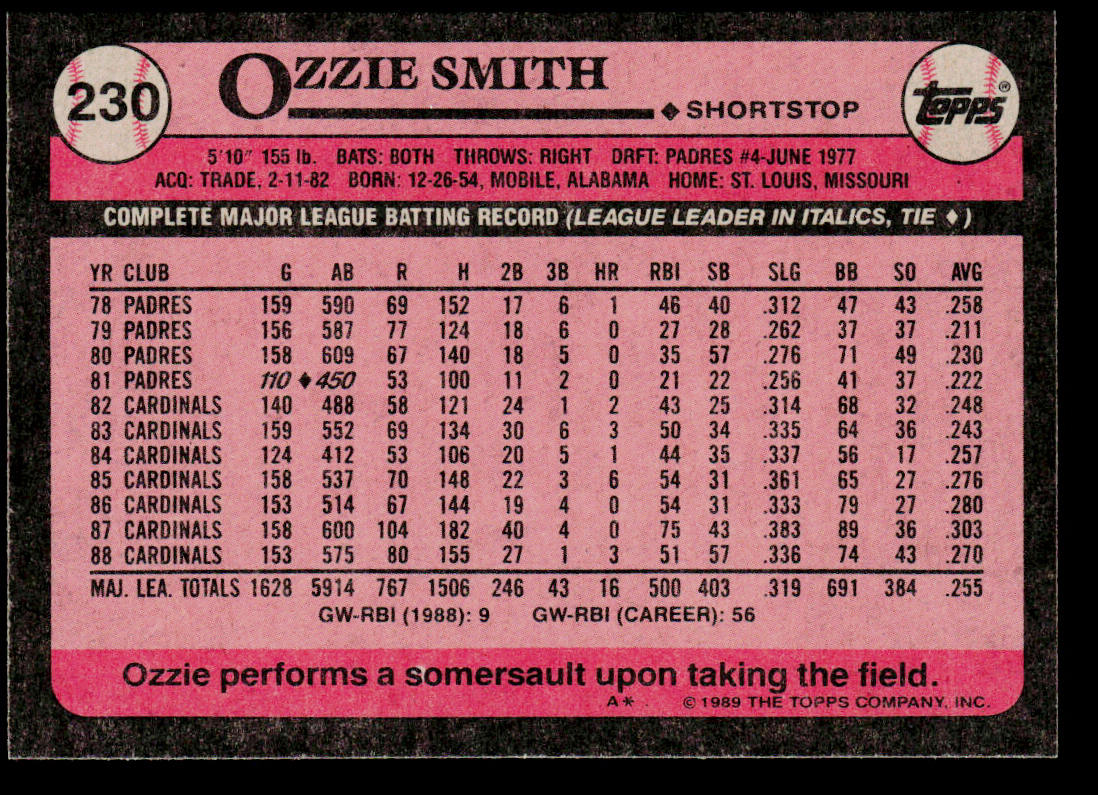 230 OZZIE SMITH
◆ SHORTSTOP
topps®
5'10" 155 lb. BATS: BOTH THROWS: RIGHT DRFT: PADRES #4-JUNE 1977
ACQ: TRADE, 2-11-82 BORN: 12-26-54, MOBILE, ALABAMA HOME: ST. LOUIS, MISSOURI
COMPLETE MAJOR LEAGUE BATTING RECORD (LEAGUE LEADER IN ITALICS, TIE ◆)
YR CLUB G AB R H 2B 3B HR RBI SB SLG BB SO AVG
78 PADRES 159 590 69 152 17 6 1 46 40 .312 47 43 .258
79 PADRES 156 587 77 124 18 6 0 27 28 .262 37 37 .211
80 PADRES 158 609 67 140 18 5 0 35 57 .276 71 49 .230
81 PADRES 110 ◆450 53 100 11 2 0 21 22 .256 41 37 .222
82 CARDINALS 140 488 58 121 24 1 2 43 25 .314 68 32 .248
83 CARDINALS 159 552 69 134 30 6 3 50 34 .335 64 36 .243
84 CARDINALS 124 412 53 106 20 5 1 44 35 .337 56 17 .257
85 CARDINALS 158 537 70 148 22 3 6 54 31 .361 65 27 .276
86 CARDINALS 153 514 67 144 19 4 0 54 31 .333 79 27 .280
87 CARDINALS 158 600 104 182 40 4 0 75 43 .383 89 36 .303
88 CARDINALS 153 575 80 155 27 1 3 51 57 .336 74 43 .270
MAJ. LEA. TOTALS 1628 5914 767 1506 246 43 16 500 403 .319 691 384 .255
GW-RBI (1988): 9 GW-RBI (CAREER): 56
Ozzie performs a somersault upon taking the field.
A* © 1989 THE TOPPS COMPANY, INC.